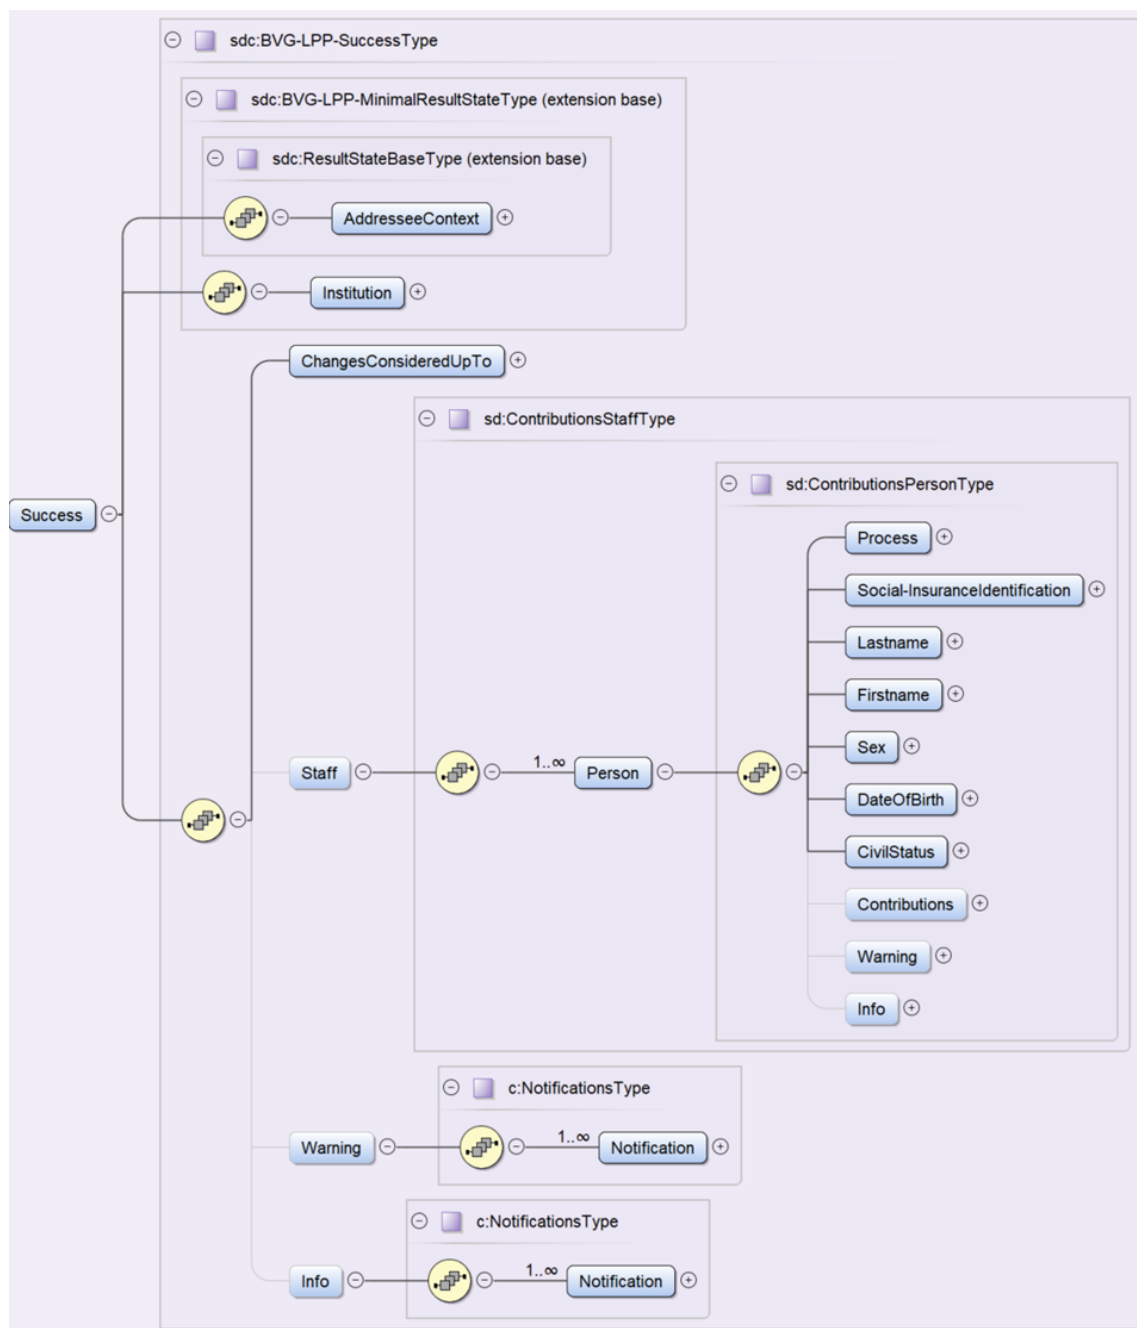 sdc:BVG-LPP-SuccessType
sdc:BVG-LPP-MinimalResultStateType (extension base)
sdc:ResultStateBaseType (extension base)
AddresseeContext
Institution
ChangesConsideredUpTo
sd:ContributionsStaffType
sd:ContributionsPersonType
Success
Process
Social-InsuranceIdentification
Lastname
Firstname
Sex
Staff
1..∞
Person
DateOfBirth
CivilStatus
Contributions
Warning
Info
c:NotificationsType
Warning
1..∞
Notification
c:NotificationsType
Info
1..∞
Notification